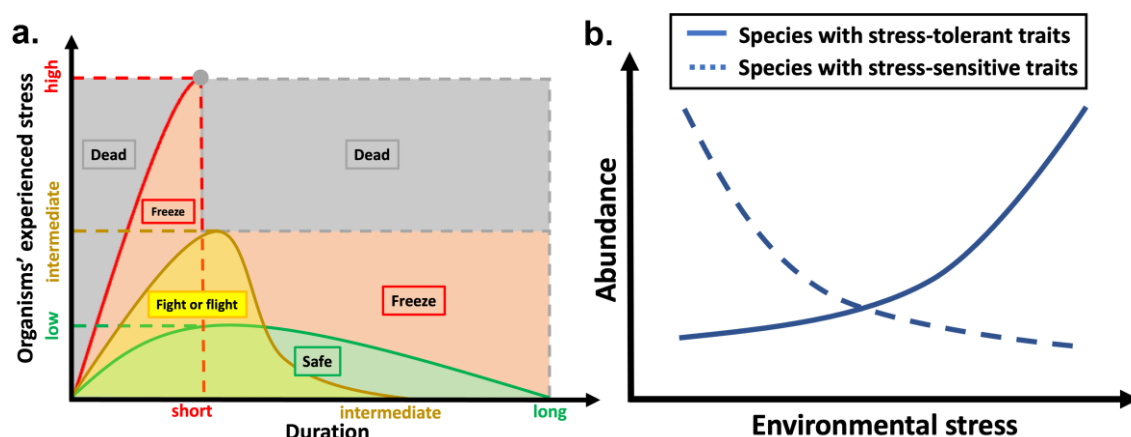 a.
Organisms' experienced stress
high
intermediate
low
Dead
Dead
Freeze
Fight or flight
Freeze
Safe
short
intermediate
long
Duration
b.
Species with stress-tolerant traits
Species with stress-sensitive traits
Abundance
Environmental stress